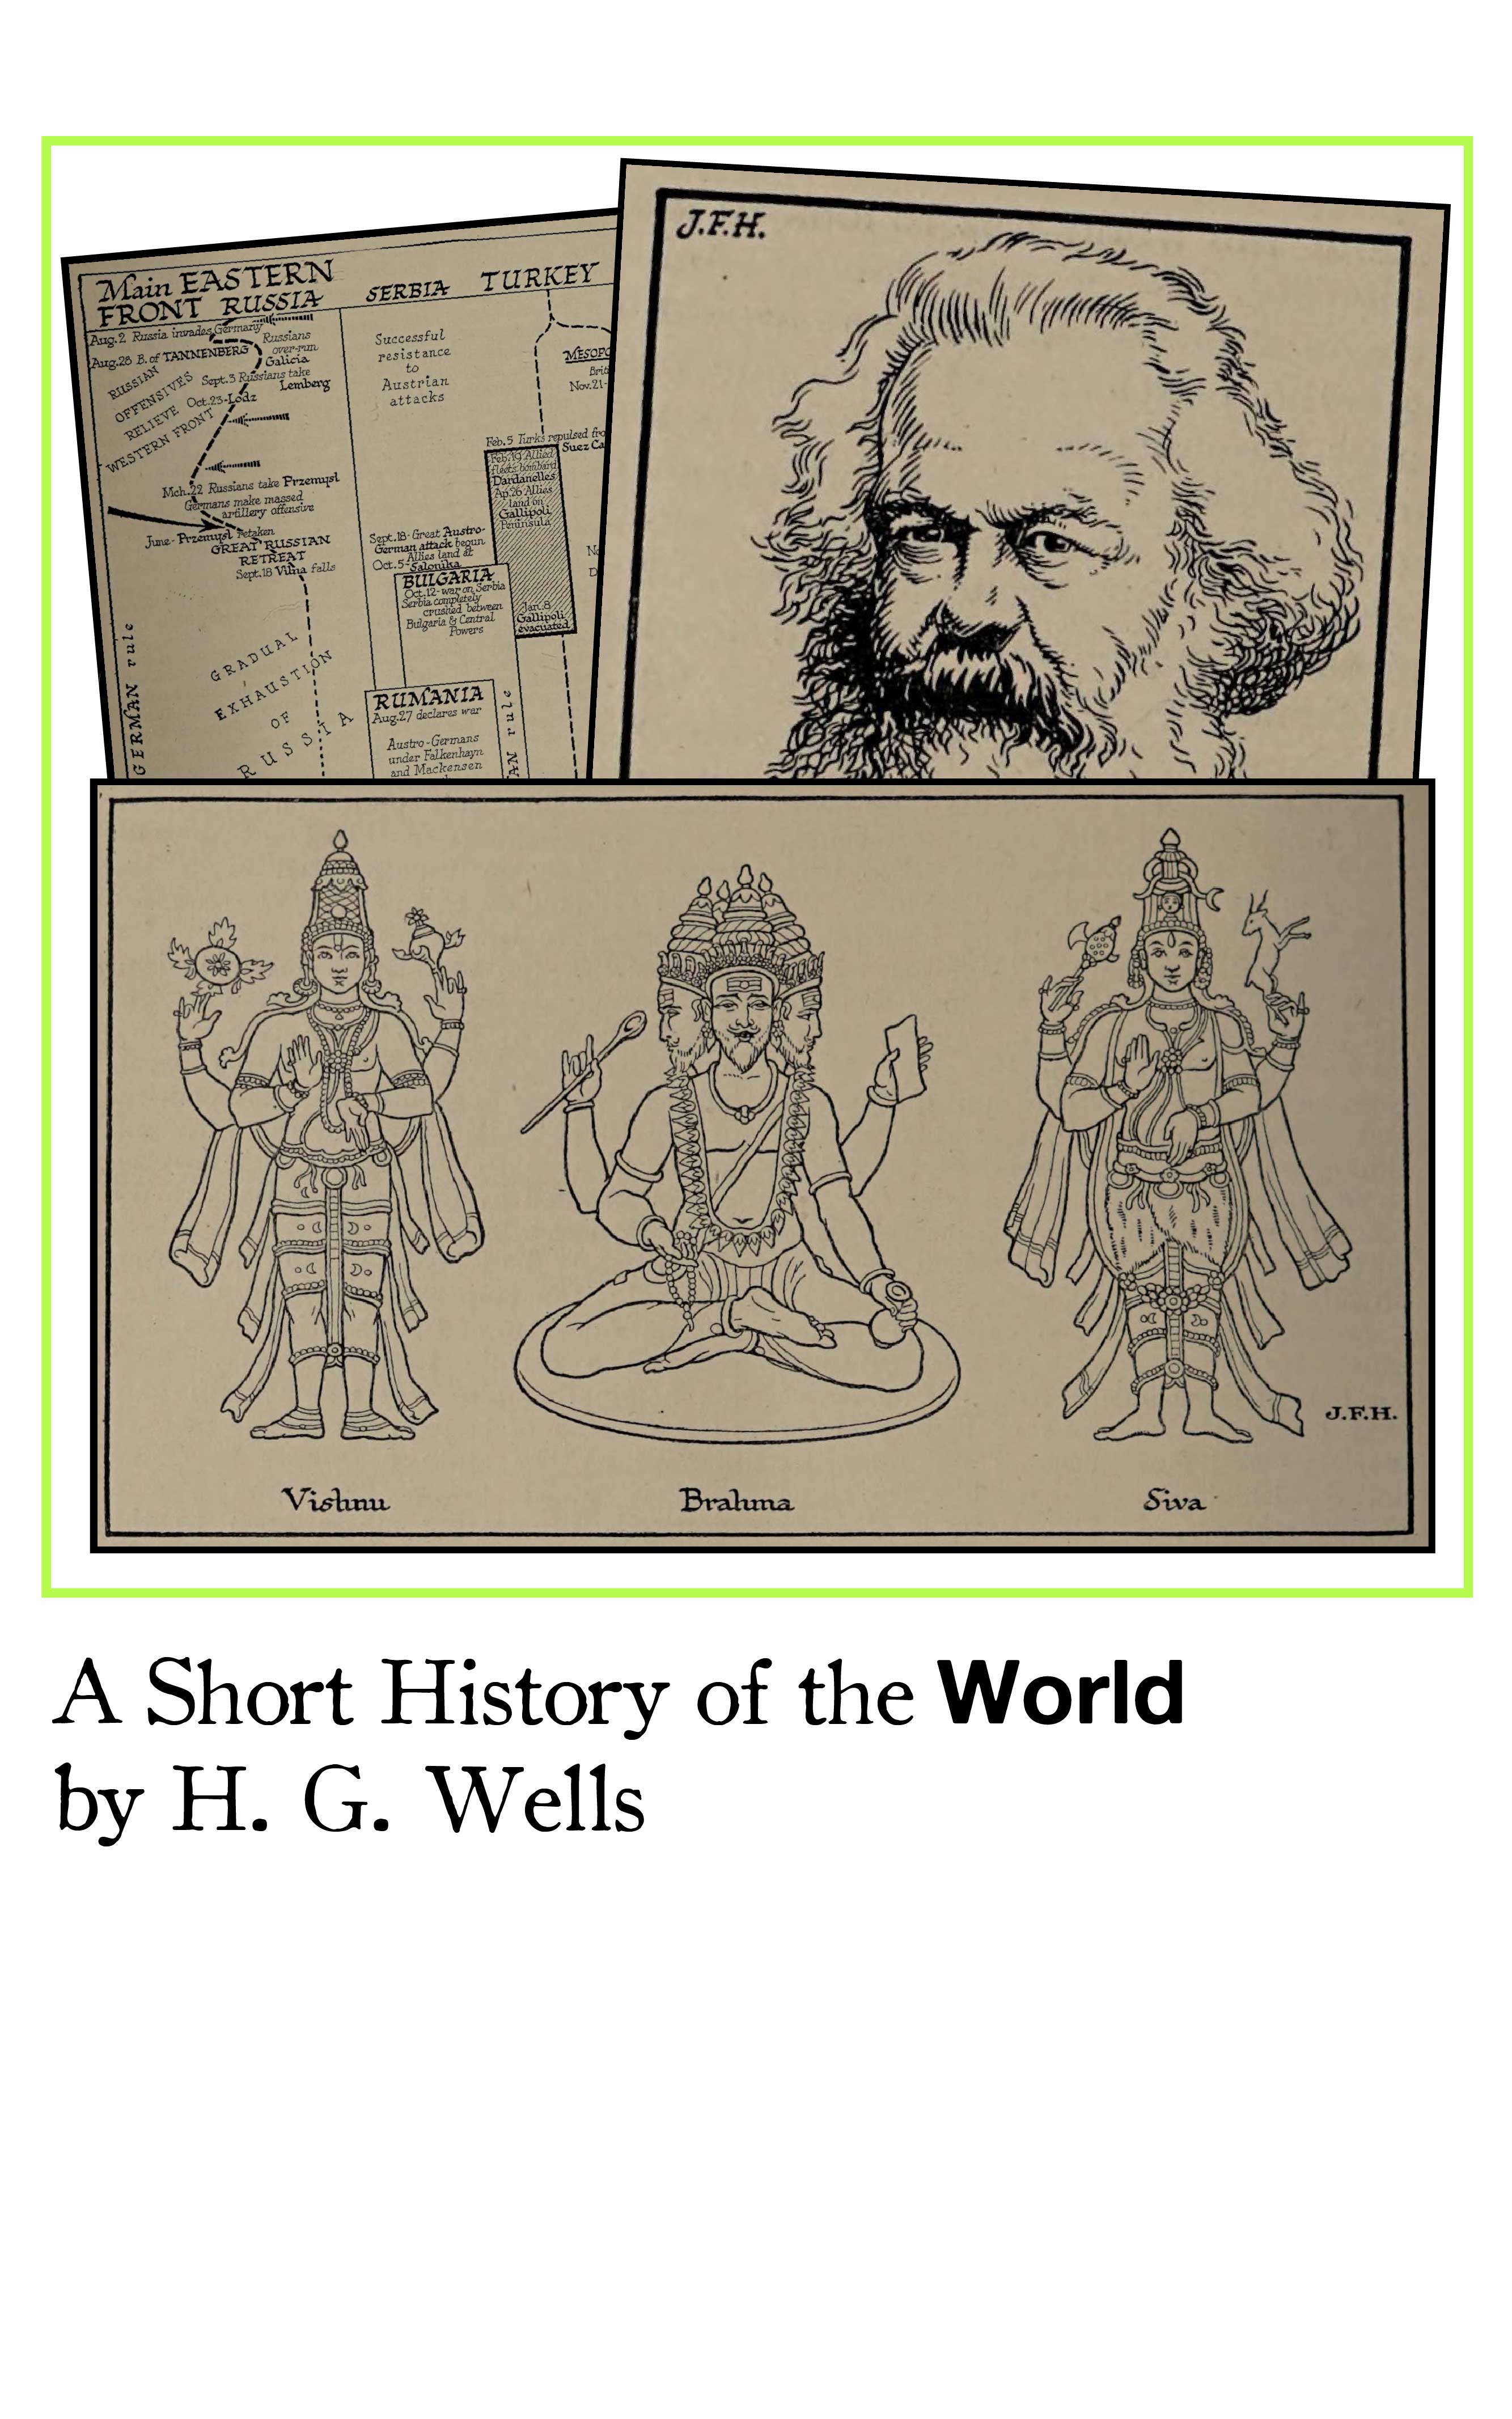 Main EASTERN
FRONT RUSSIA
SERBIA
TURKEY
Aug.2 Russia invades Germany
Russians
over-run
Galicia
Aug.28 B. of TANNENBERG
Sept.3 Russians take
Lemberg
RUSSIAN
OFFENSIVES
RELIEVE
WESTERN FRONT
Oct.23-Lodz
Mch.22 Russians take Przemysl
Germans make massed
artillery offensive
June- Przemysl retaken
GREAT RUSSIAN
RETREAT
Sept.18 Vilna falls
GERMAN rule
GRADUAL
EXHAUSTION
OF
RUSSIA
Successful
resistance
to
Austrian
attacks
Sept.18-Great Austro-
German attack begun
Oct.5-Allies land at
Salonika
BULGARIA
Oct.12-war on Serbia
Serbia completely
crushed between
Bulgaria & Central
Powers
RUMANIA
Aug.27 declares war
Austro-Germans
under Falkenhayn
and Mackensen
AN rule
MESOPO
Brit
Nov.21-
Feb.5 Turks repulsed fro
Suez Ca
Feb.19 Allied
fleets bombard
Dardanelles
Ap.26 Allies
land on
Gallipoli
Peninsula
Jan.8
Gallipoli
evacuated
No
D
J.F.H.
J.F.H.
Vishnu
Brahma
Siva
A Short History of the World
by H. G. Wells